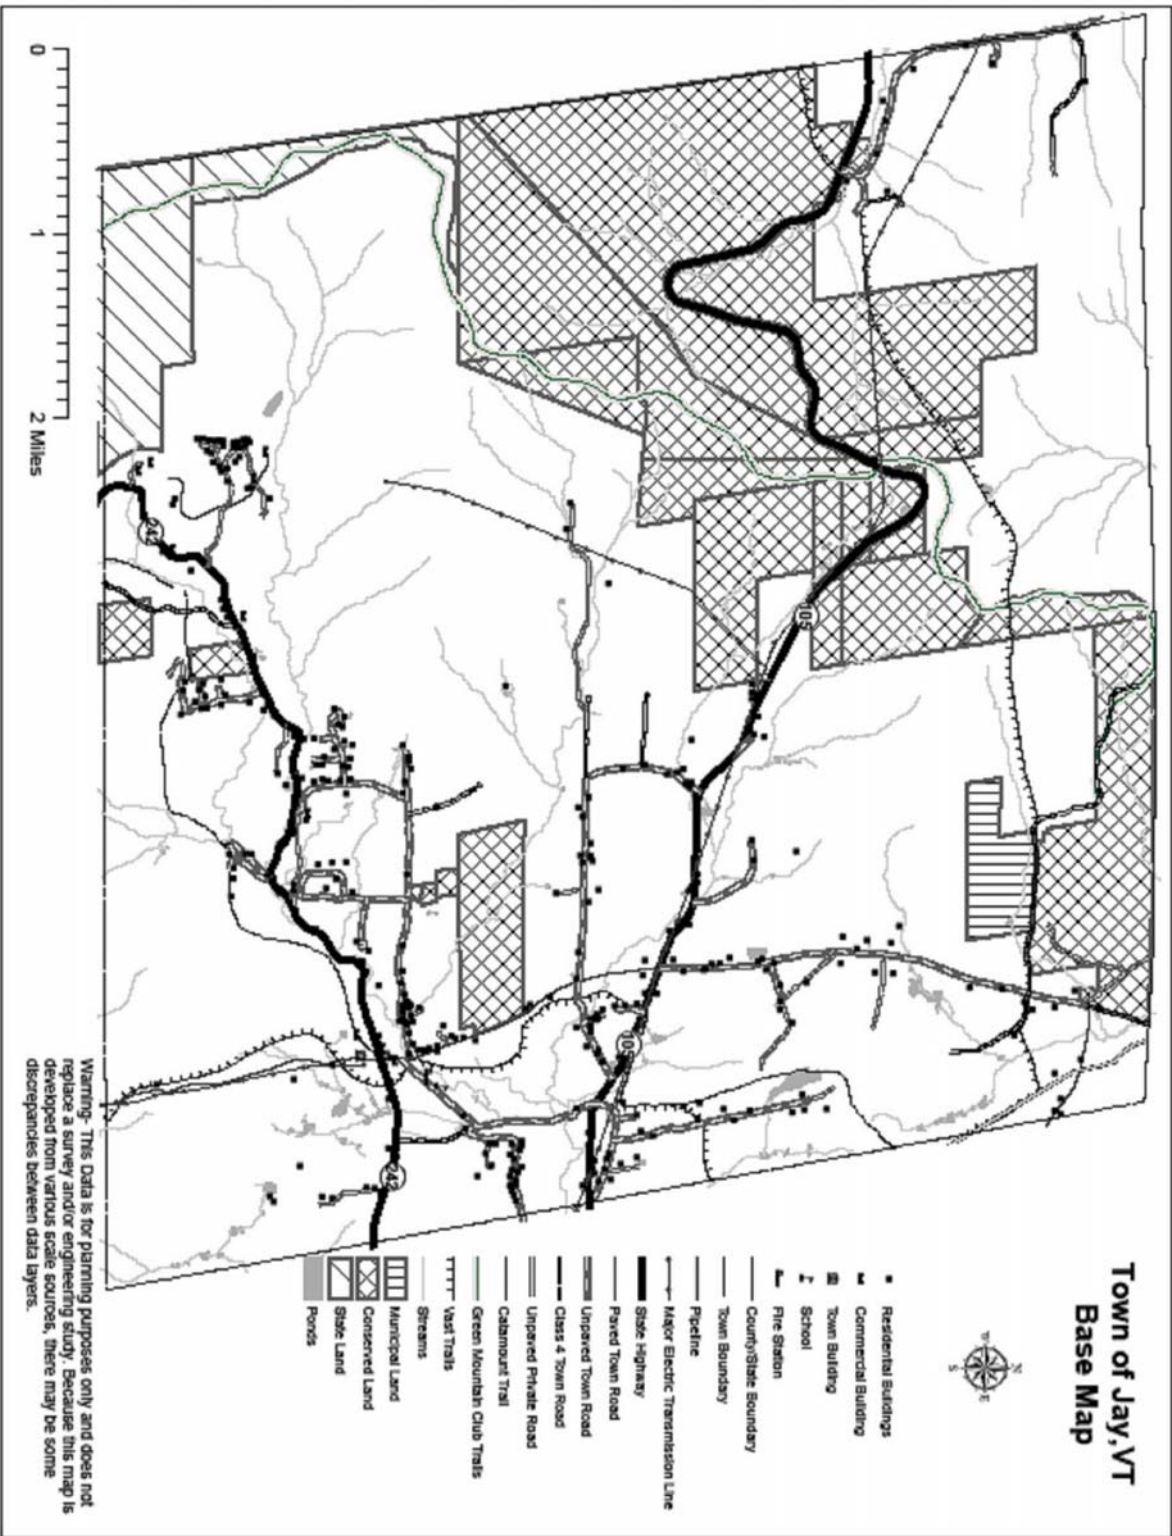 Town of Jay,VT
Base Map
N
E
S
Residential Buildings
Commercial Building
Town Building
School
Fire Station
County/State Boundary
Town Boundary
Pipeline
Major Electric Transmission Line
State Highway
Paved Town Road
Unpaved Town Road
Class 4 Town Road
Unpaved Private Road
Catamount Trail
Green Mountain Club Trails
Vast Trails
Streams
Municipal Land
Conserved Land
State Land
Ponds
105
105
242
242
0 1 2 Miles
Warning- This Data is for planning purposes only and does not
replace a survey and/or engineering study. Because this map is
developed from various scale sources, there may be some
discrepancies between data layers.